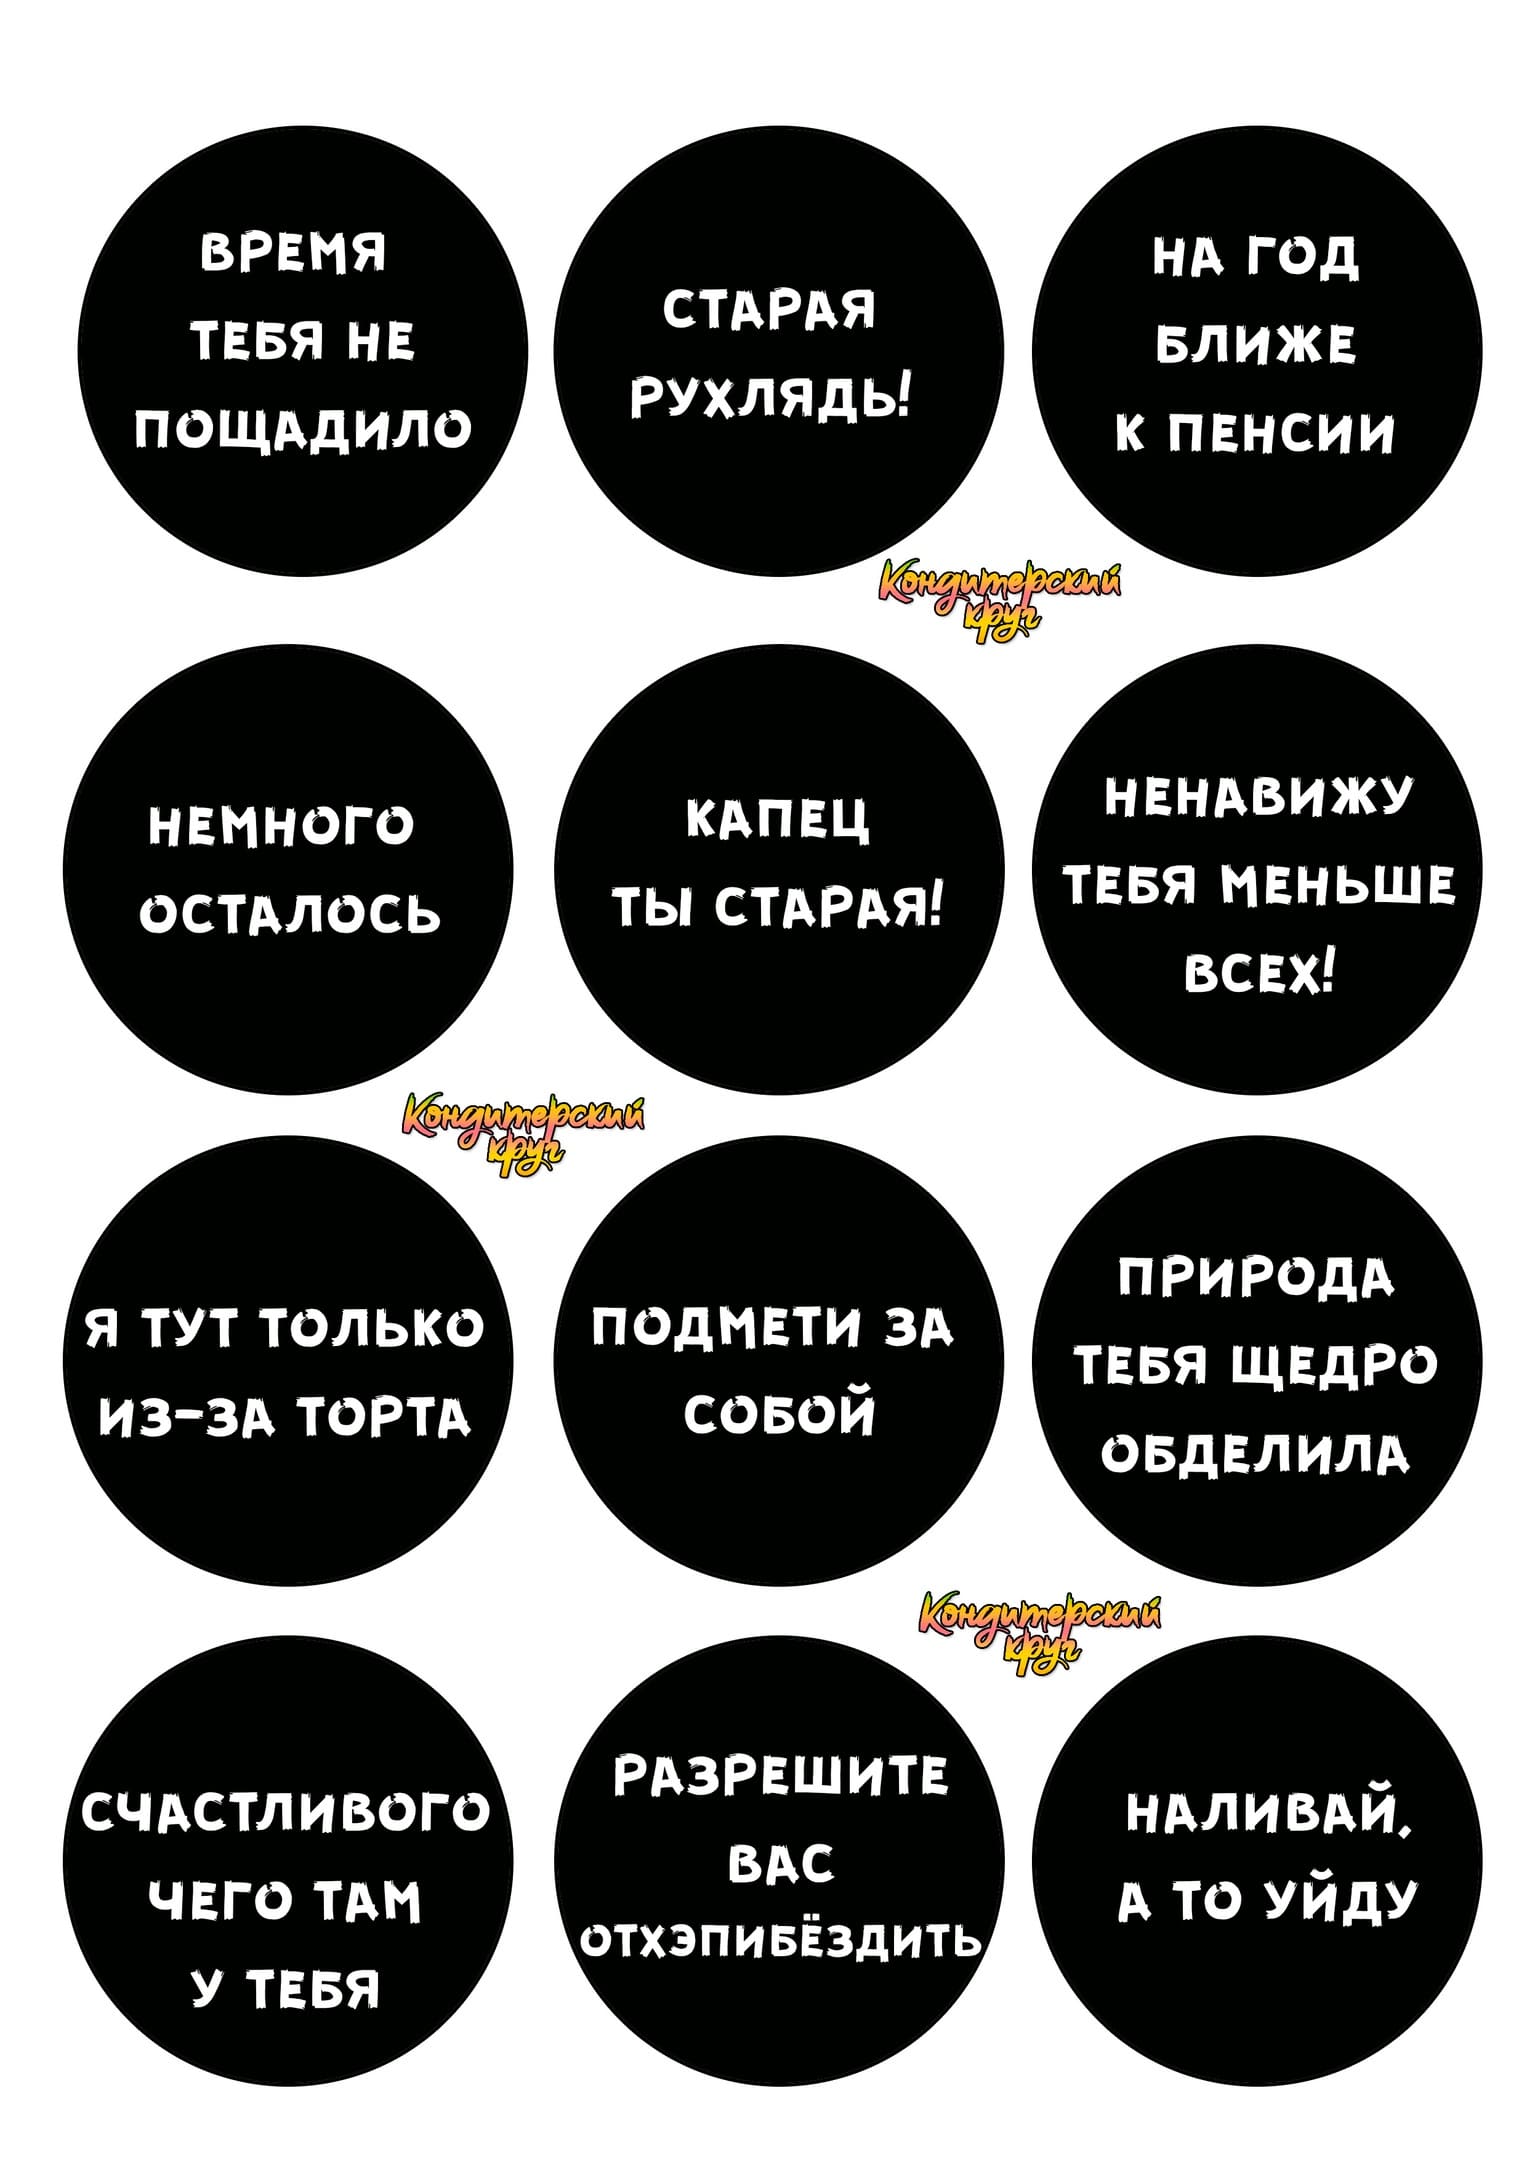 ВРЕМЯ
ТЕБЯ НЕ
ПОЩАДИЛО
СТАРАЯ
РУХЛЯДЬ!
НА ГОД
БЛИЖЕ
К ПЕНСИИ
Кондитерский
круг
НЕМНОГО
ОСТАЛОСЬ
КАПЕЦ
ТЫ СТАРАЯ!
НЕНАВИЖУ
ТЕБЯ МЕНЬШЕ
ВСЕХ!
Кондитерский
круг
Я ТУТ ТОЛЬКО
ИЗ-ЗА ТОРТА
ПОДМЕТИ ЗА
СОБОЙ
ПРИРОДА
ТЕБЯ ЩЕДРО
ОБДЕЛИЛА
Кондитерский
круг
СЧАСТЛИВОГО
ЧЕГО ТАМ
У ТЕБЯ
РАЗРЕШИТЕ
ВАС
ОТХЭПИБЁЗДИТЬ
НАЛИВАЙ,
А ТО УЙДУ